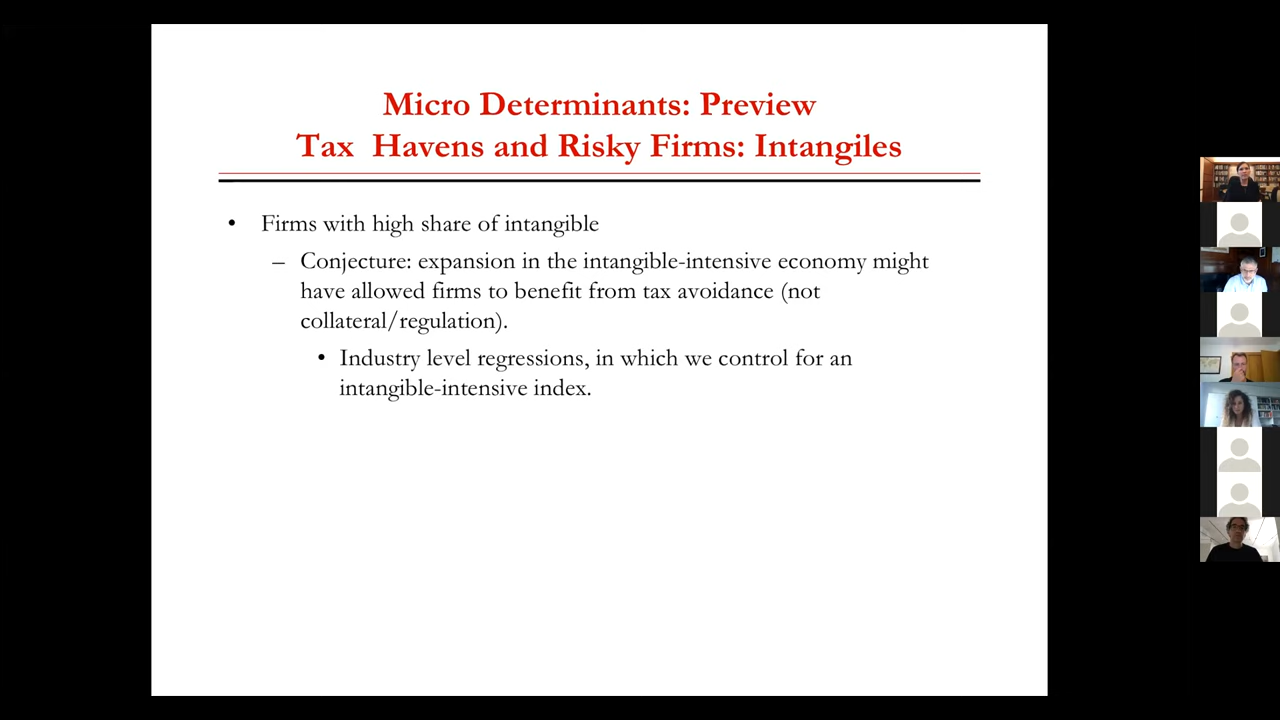 Micro Determinants: Preview
Tax Havens and Risky Firms: Intangiles
• Firms with high share of intangible
– Conjecture: expansion in the intangible-intensive economy might
have allowed firms to benefit from tax avoidance (not
collateral/regulation).
• Industry level regressions, in which we control for an
intangible-intensive index.